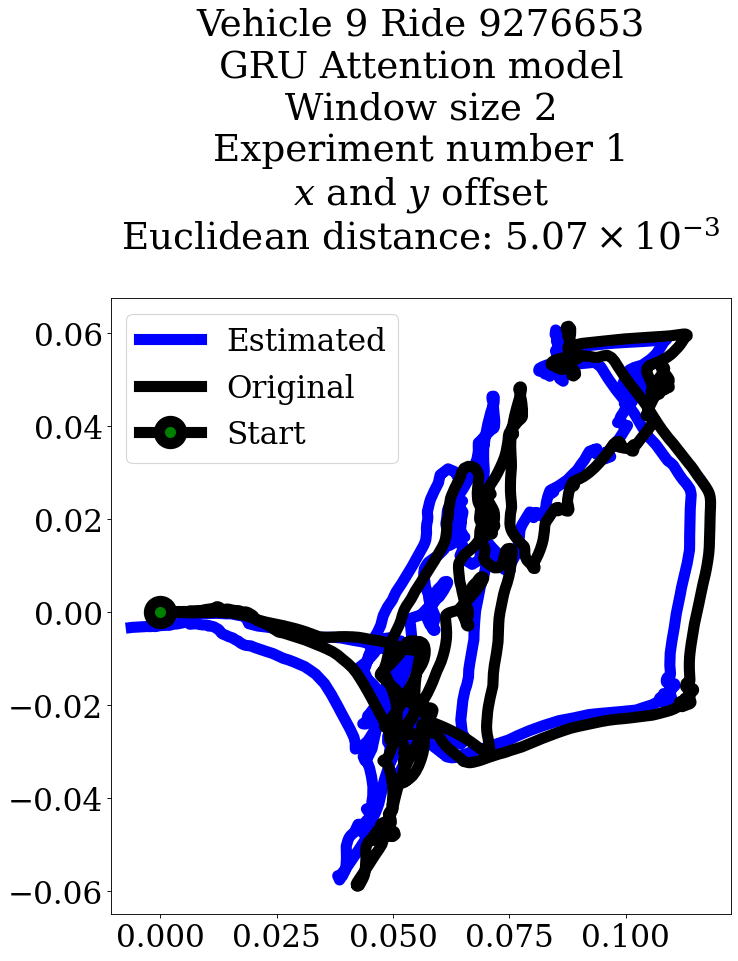 Vehicle 9 Ride 9276653
GRU Attention model
Window size 2
Experiment number 1
x and y offset
Euclidean distance: 5.07 × 10⁻³
Estimated
Original
Start
0.06
0.04
0.02
0.00
−0.02
−0.04
−0.06
0.000 0.025 0.050 0.075 0.100